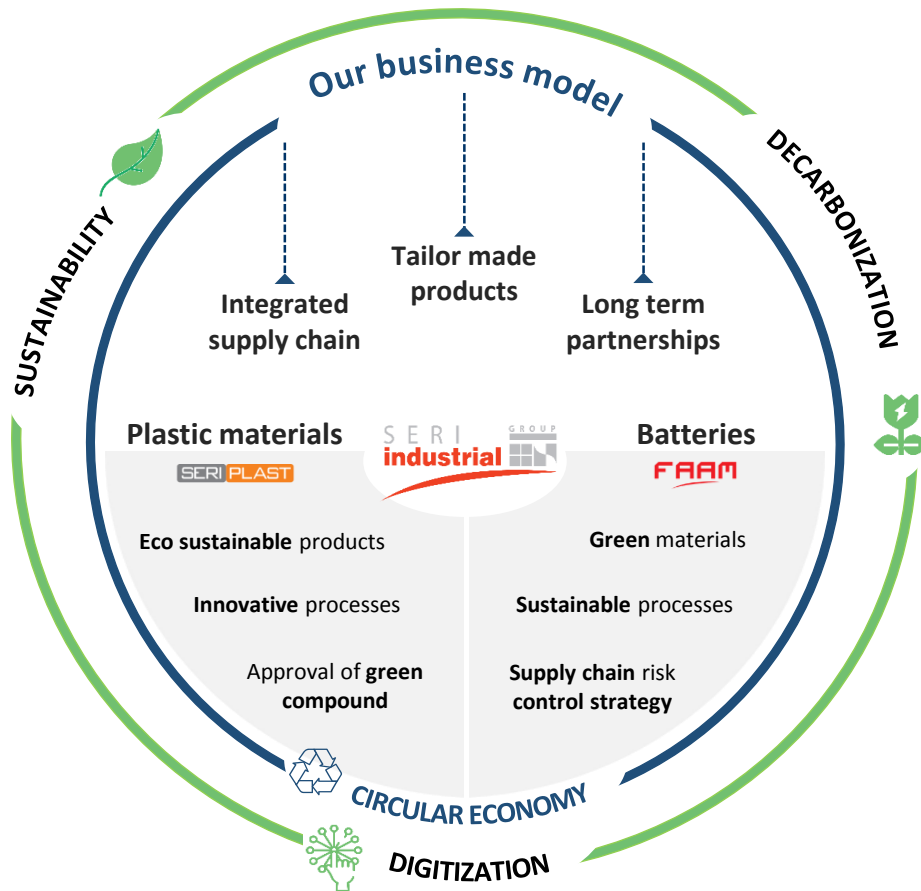 Our business model
SUSTAINABILITY
DECARBONIZATION
Tailor made
products
Integrated
supply chain
Long term
partnerships
Plastic materials
SERI PLAST
SERI GROUP
industrial
Batteries
FAAM
Eco sustainable products
Innovative processes
Approval of green
compound
Green materials
Sustainable processes
Supply chain risk
control strategy
CIRCULAR ECONOMY
DIGITIZATION